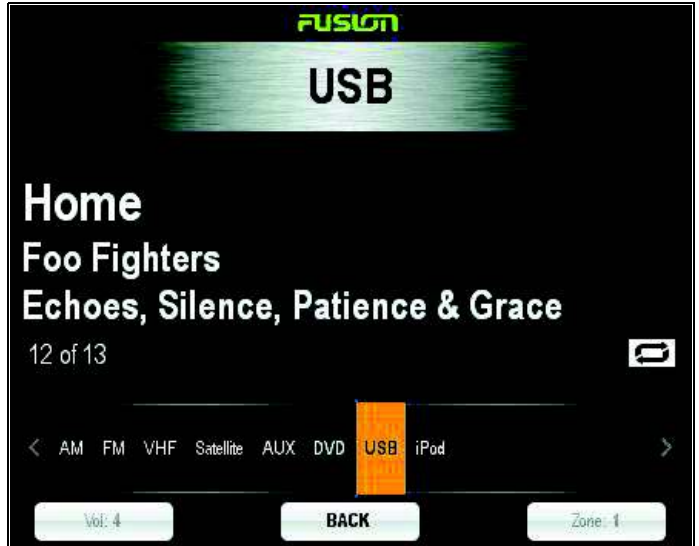 FUSION
USB
Home
Foo Fighters
Echoes, Silence, Patience & Grace
12 of 13
< AM FM VHF Satellite AUX DVD USB iPod >
Vol: 4 BACK Zone: 1